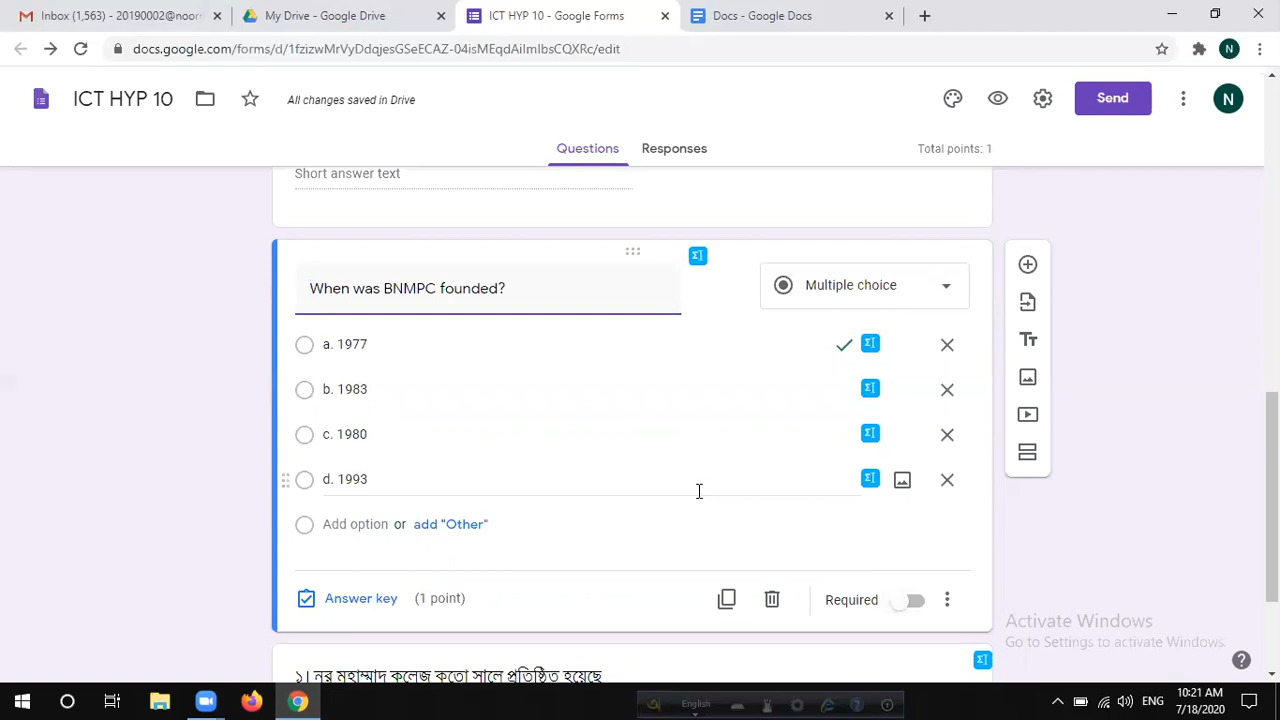 Inbox (1,563) - 20190002@noor
My Drive - Google Drive
ICT HYP 10 - Google Forms
Docs - Google Docs
docs.google.com/forms/d/1fzizwMrVyDdqjesGSeECAZ-04isMEqdAilmIbsCQXRc/edit
N
ICT HYP 10
All changes saved in Drive
Send
N
Questions
Responses
Total points: 1
Short answer text
When was BNMPC founded?
Multiple choice
a. 1977
b. 1983
c. 1980
d. 1993
Add option or add "Other"
Answer key (1 point)
Required
Activate Windows
Go to Settings to activate Windows.
১। নূর মুহাম্মাদ কলেজ কতো সালে প্রতিষ্ঠিত হয়েছে
English
ENG
10:21 AM
7/18/2020